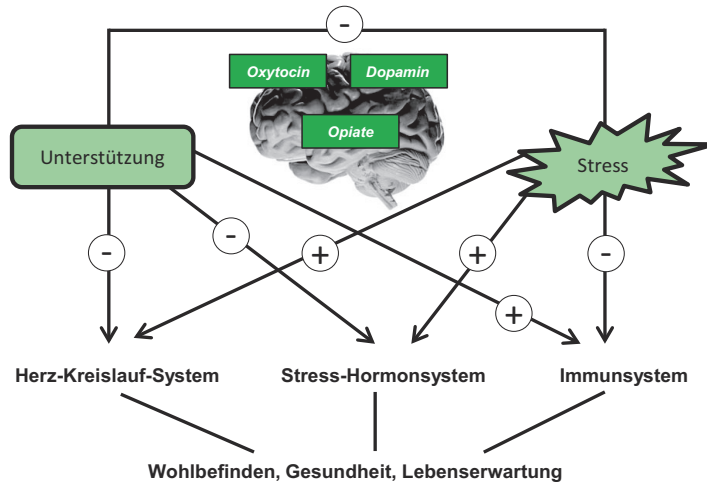 -
Oxytocin
Dopamin
Opiate
Unterstützung
Stress
-
-
+
+
-
+
Herz-Kreislauf-System
Stress-Hormonsystem
Immunsystem
Wohlbefinden, Gesundheit, Lebenserwartung